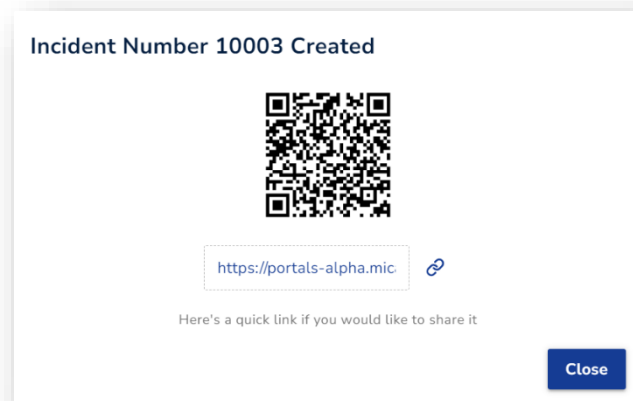 Incident Number 10003 Created
https://portals-alpha.mic
Here's a quick link if you would like to share it
Close